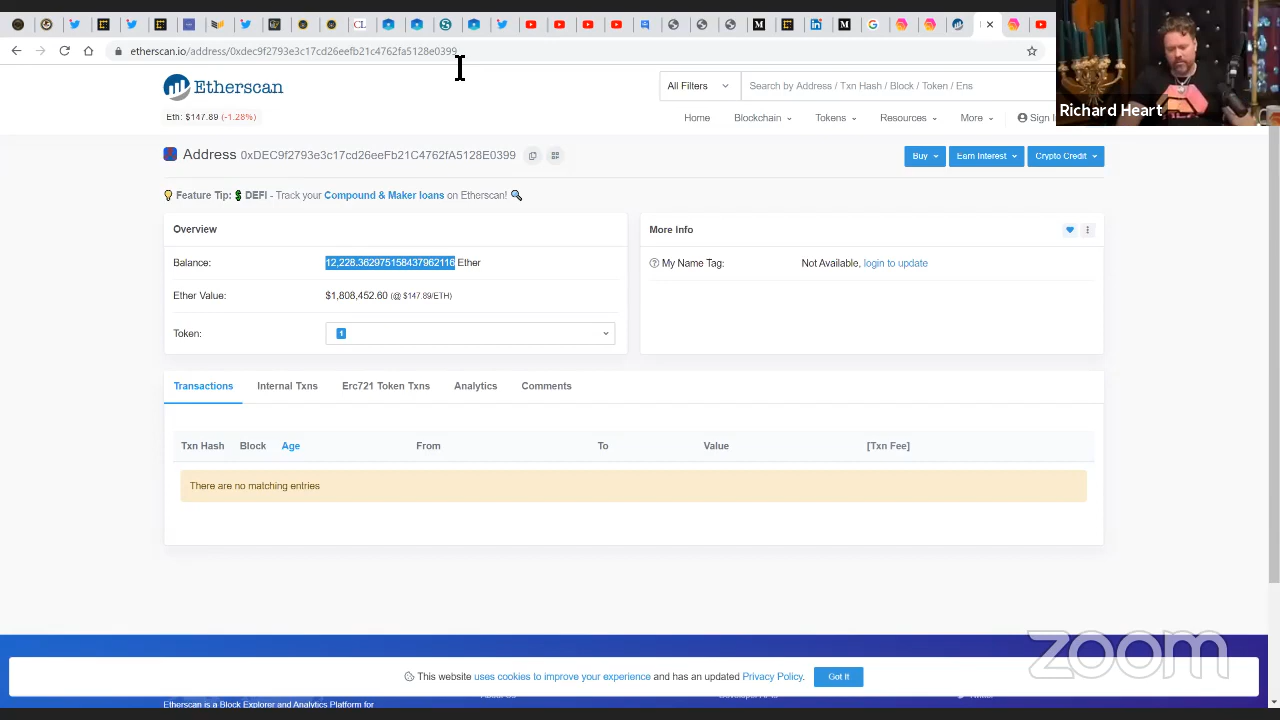 CL
etherscan.io/address/0xdec9f2793e3c17cd26eefb21c4762fa5128e0399
Richard Heart
Etherscan
All Filters
Search by Address / Txn Hash / Block / Token / Ens
Eth: $147.89 (-1.28%)
Home
Blockchain
Tokens
Resources
More
Sign
Address 0xDEC9f2793e3c17cd26eeFb21C4762fA5128E0399
Buy
Earn Interest
Crypto Credit
Feature Tip: DEFI - Track your Compound & Maker loans on Etherscan!
Overview
More Info
Balance:
12,228.362975158437962116 Ether
My Name Tag:
Not Available, login to update
Ether Value:
$1,808,452.60 (@ $147.89/ETH)
Token:
1
Transactions
Internal Txns
Erc721 Token Txns
Analytics
Comments
Txn Hash
Block
Age
From
To
Value
[Txn Fee]
There are no matching entries
zoom
This website uses cookies to improve your experience and has an updated Privacy Policy.
Got It
Etherscan is a Block Explorer and Analytics Platform for